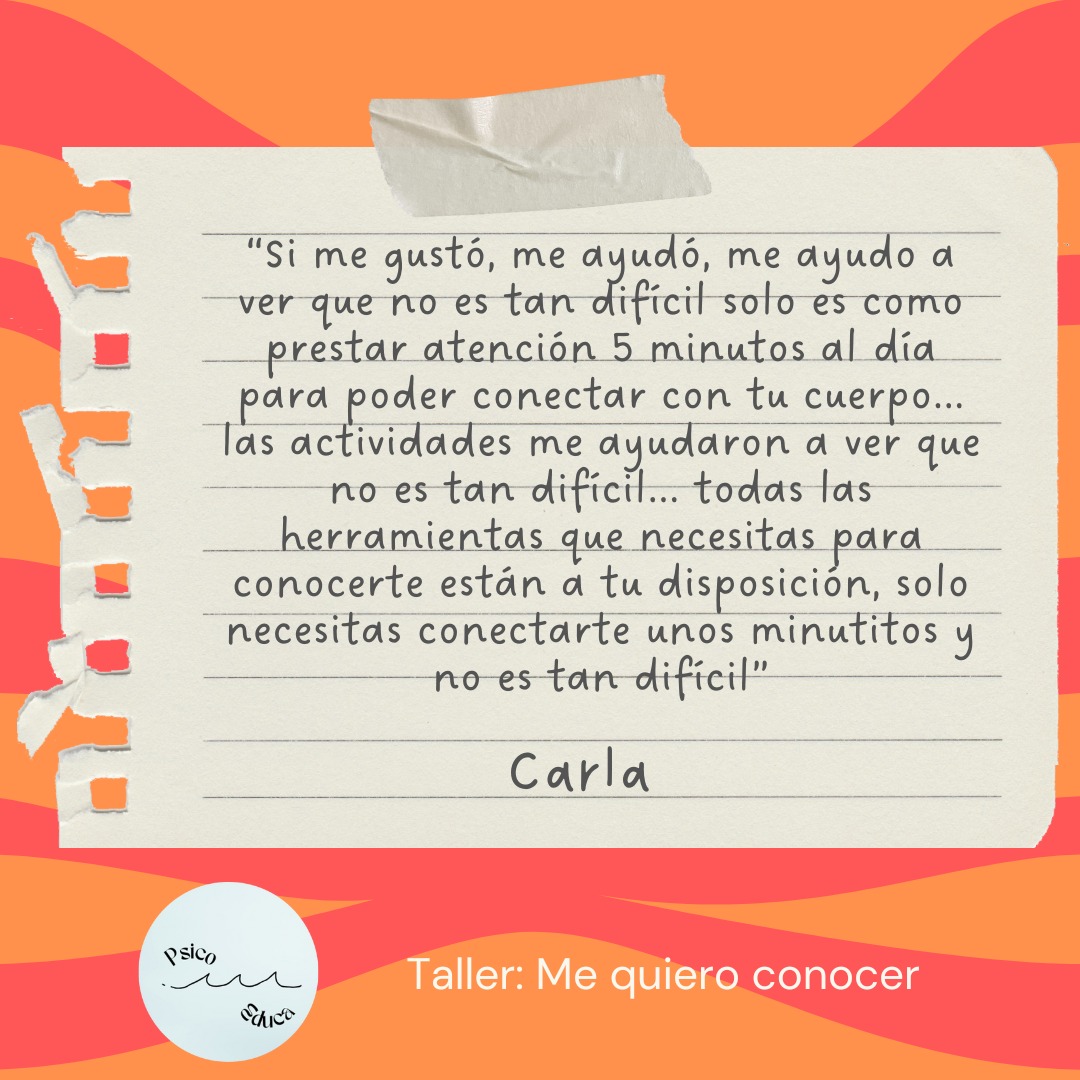 “Si me gustó, me ayudó, me ayudo a
ver que no es tan difícil solo es como
prestar atención 5 minutos al día
para poder conectar con tu cuerpo...
las actividades me ayudaron a ver que
no es tan difícil... todas las
herramientas que necesitas para
conocerte están a tu disposición, solo
necesitas conectarte unos minutitos y
no es tan difícil”
Carla
Psico
educa
Taller: Me quiero conocer